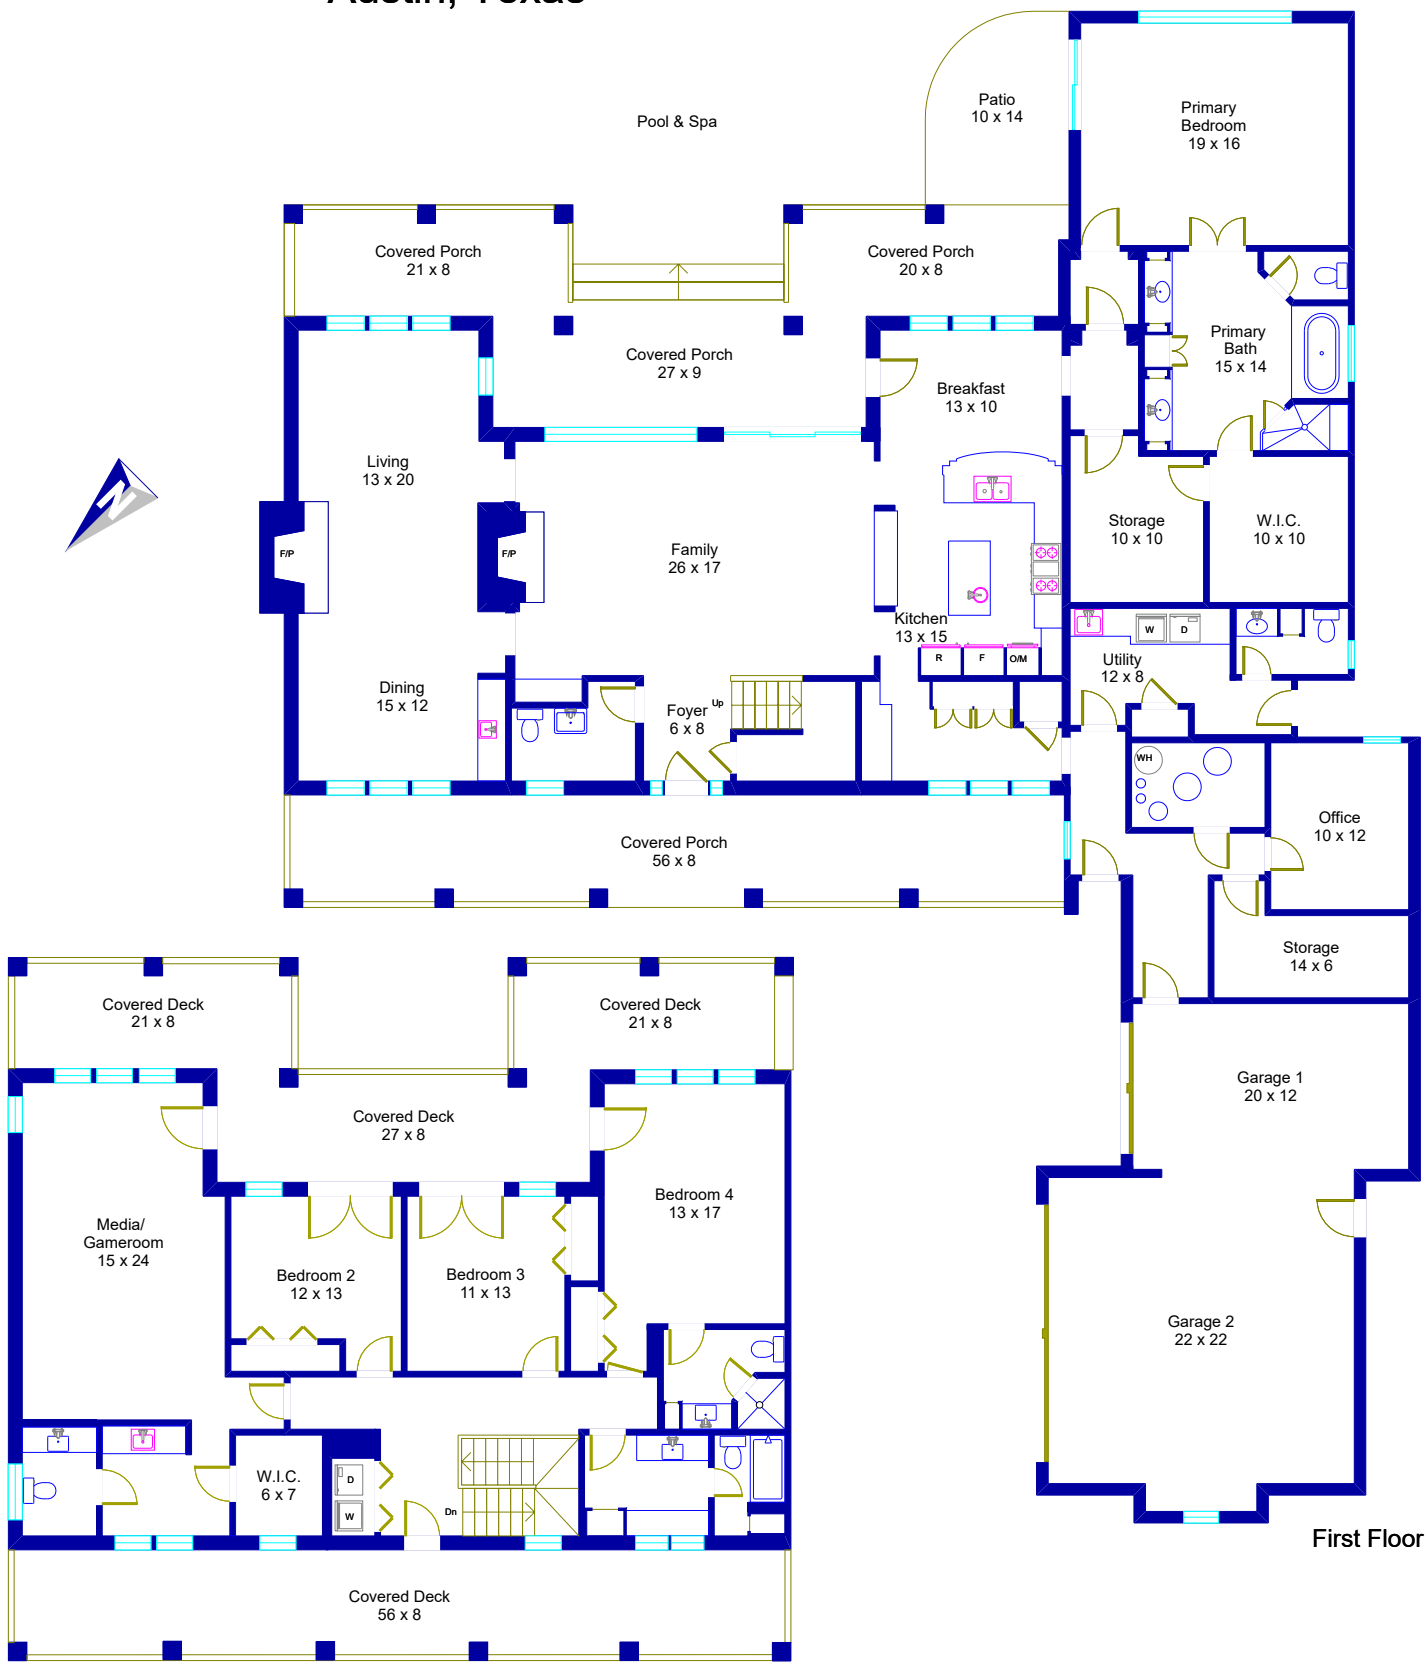 Austin, Texas
Pool & Spa
Patio
10 x 14
Primary
Bedroom
19 x 16
Covered Porch
21 x 8
Covered Porch
20 x 8
Covered Porch
27 x 9
Breakfast
13 x 10
Primary
Bath
15 x 14
Living
13 x 20
N
F/P
F/P
Family
26 x 17
Storage
10 x 10
W.I.C.
10 x 10
Kitchen
13 x 15
R
F
O/M
W
D
Utility
12 x 8
Dining
15 x 12
Foyer
6 x 8
Up
WH
Office
10 x 12
Covered Porch
56 x 8
Storage
14 x 6
Garage 1
20 x 12
Garage 2
22 x 22
First Floor
Covered Deck
21 x 8
Covered Deck
21 x 8
Covered Deck
27 x 8
Media/
Gameroom
15 x 24
Bedroom 2
12 x 13
Bedroom 3
11 x 13
Bedroom 4
13 x 17
W.I.C.
6 x 7
D
W
Dn
Covered Deck
56 x 8